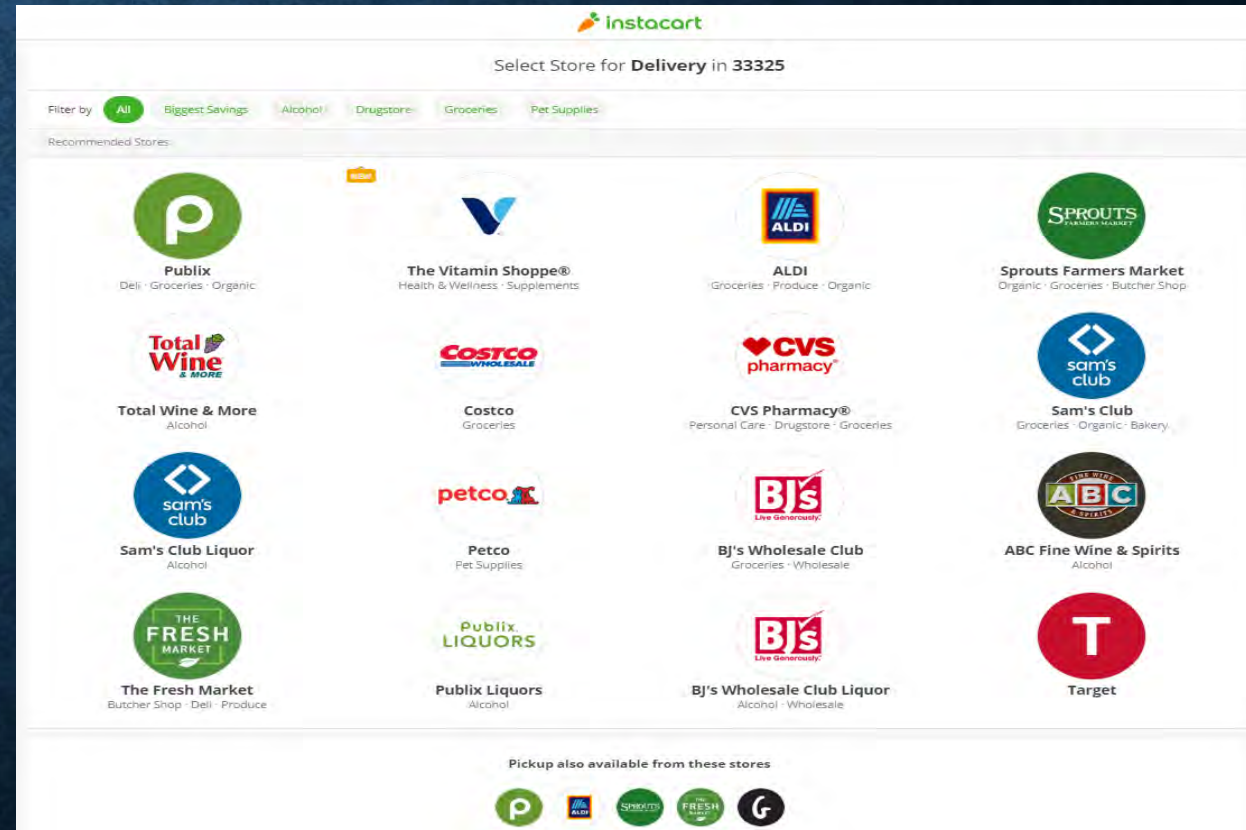 instacart
Select Store for Delivery in 33325
Filter by All Biggest Savings Alcohol Drugstore Groceries Pet Supplies
Recommended Stores
ALDI
SPROUTS
FARMERS MARKET
Publix
The Vitamin Shoppe®
ALDI
Sprouts Farmers Market
Deli · Groceries · Organic
Health & Wellness · Supplements
Groceries · Produce · Organic
Organic · Groceries · Butcher Shop
Total
Wine
& MORE
COSTCO
WHOLESALE
CVS
pharmacy®
sam's
club
Total Wine & More
Costco
CVS Pharmacy®
Sam's Club
Alcohol
Groceries
Personal Care · Drugstore · Groceries
Groceries · Organic · Bakery
sam's
club
petco
BJ's
Live Generously.®
FINE WINE
ABC
& SPIRITS
Sam's Club Liquor
Petco
BJ's Wholesale Club
ABC Fine Wine & Spirits
Alcohol
Pet Supplies
Groceries · Wholesale
Alcohol
THE
FRESH
MARKET
Publix
LIQUORS
BJ's
Live Generously.®
T
The Fresh Market
Publix Liquors
BJ's Wholesale Club Liquor
Target
Butcher Shop · Deli · Produce
Alcohol
Alcohol · Wholesale
Pickup also available from these stores
ALDI
SPROUTS
THE
FRESH
MARKET